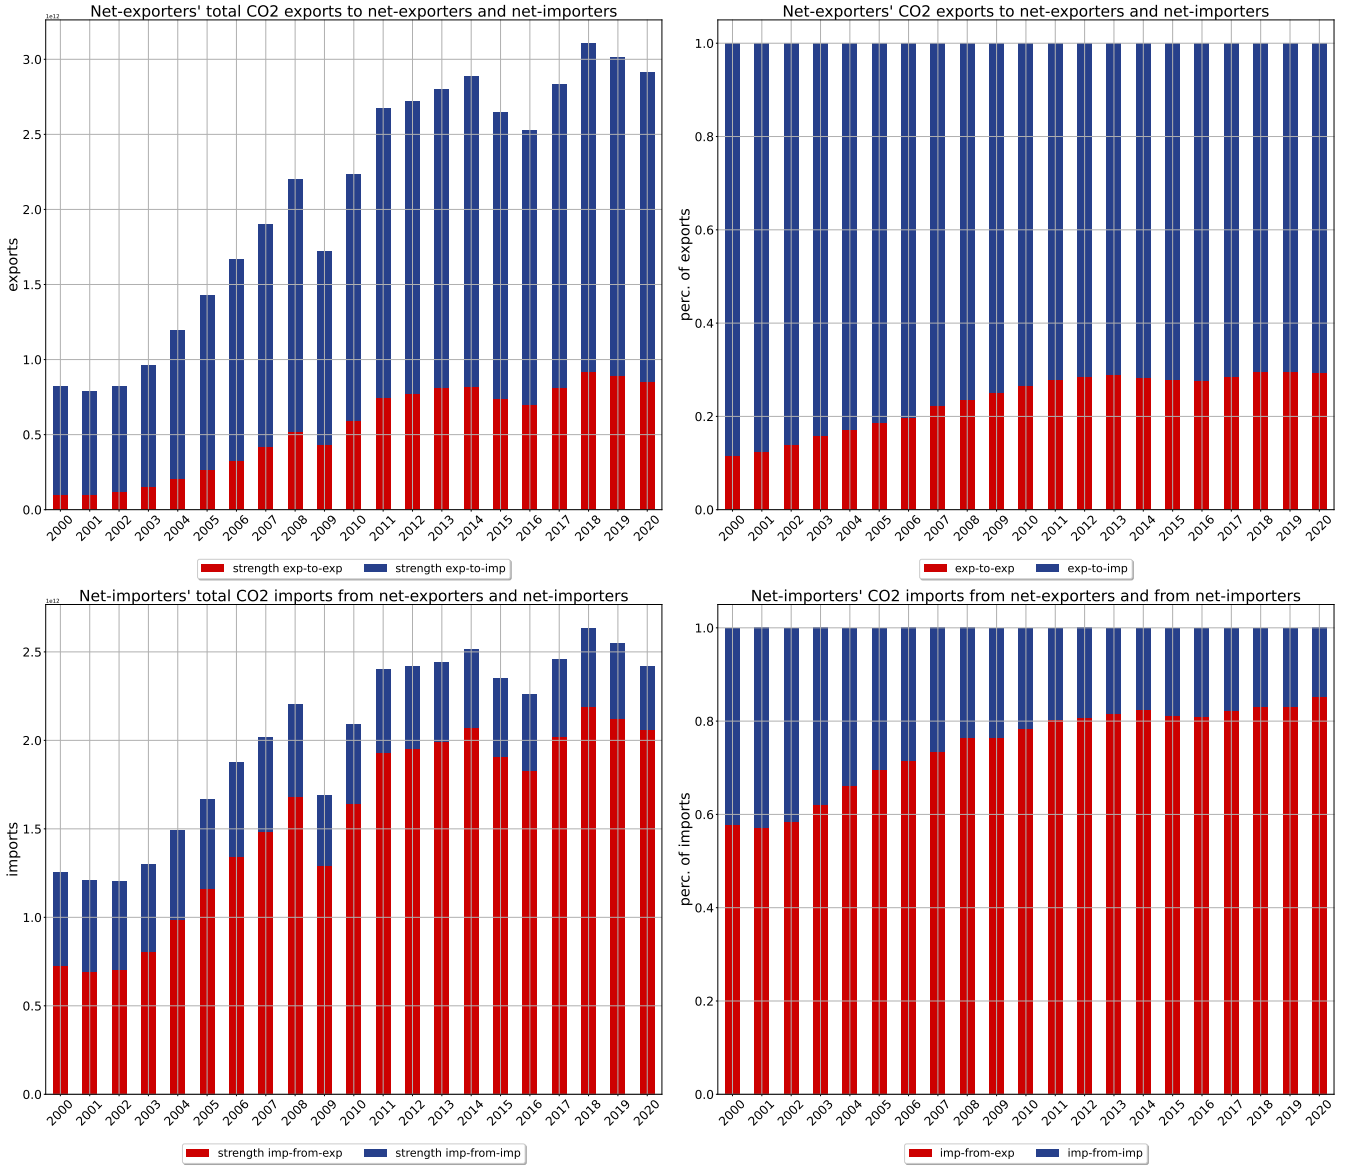 Net-exporters' total CO2 exports to net-exporters and net-importers
1e12
exports
3.0
2.5
2.0
1.5
1.0
0.5
0.0
2000 2001 2002 2003 2004 2005 2006 2007 2008 2009 2010 2011 2012 2013 2014 2015 2016 2017 2018 2019 2020
strength exp-to-exp strength exp-to-imp
Net-exporters' CO2 exports to net-exporters and net-importers
perc. of exports
1.0
0.8
0.6
0.4
0.2
0.0
2000 2001 2002 2003 2004 2005 2006 2007 2008 2009 2010 2011 2012 2013 2014 2015 2016 2017 2018 2019 2020
exp-to-exp exp-to-imp
Net-importers' total CO2 imports from net-exporters and net-importers
1e12
imports
2.5
2.0
1.5
1.0
0.5
0.0
2000 2001 2002 2003 2004 2005 2006 2007 2008 2009 2010 2011 2012 2013 2014 2015 2016 2017 2018 2019 2020
strength imp-from-exp strength imp-from-imp
Net-importers' CO2 imports from net-exporters and from net-importers
perc. of imports
1.0
0.8
0.6
0.4
0.2
0.0
2000 2001 2002 2003 2004 2005 2006 2007 2008 2009 2010 2011 2012 2013 2014 2015 2016 2017 2018 2019 2020
imp-from-exp imp-from-imp